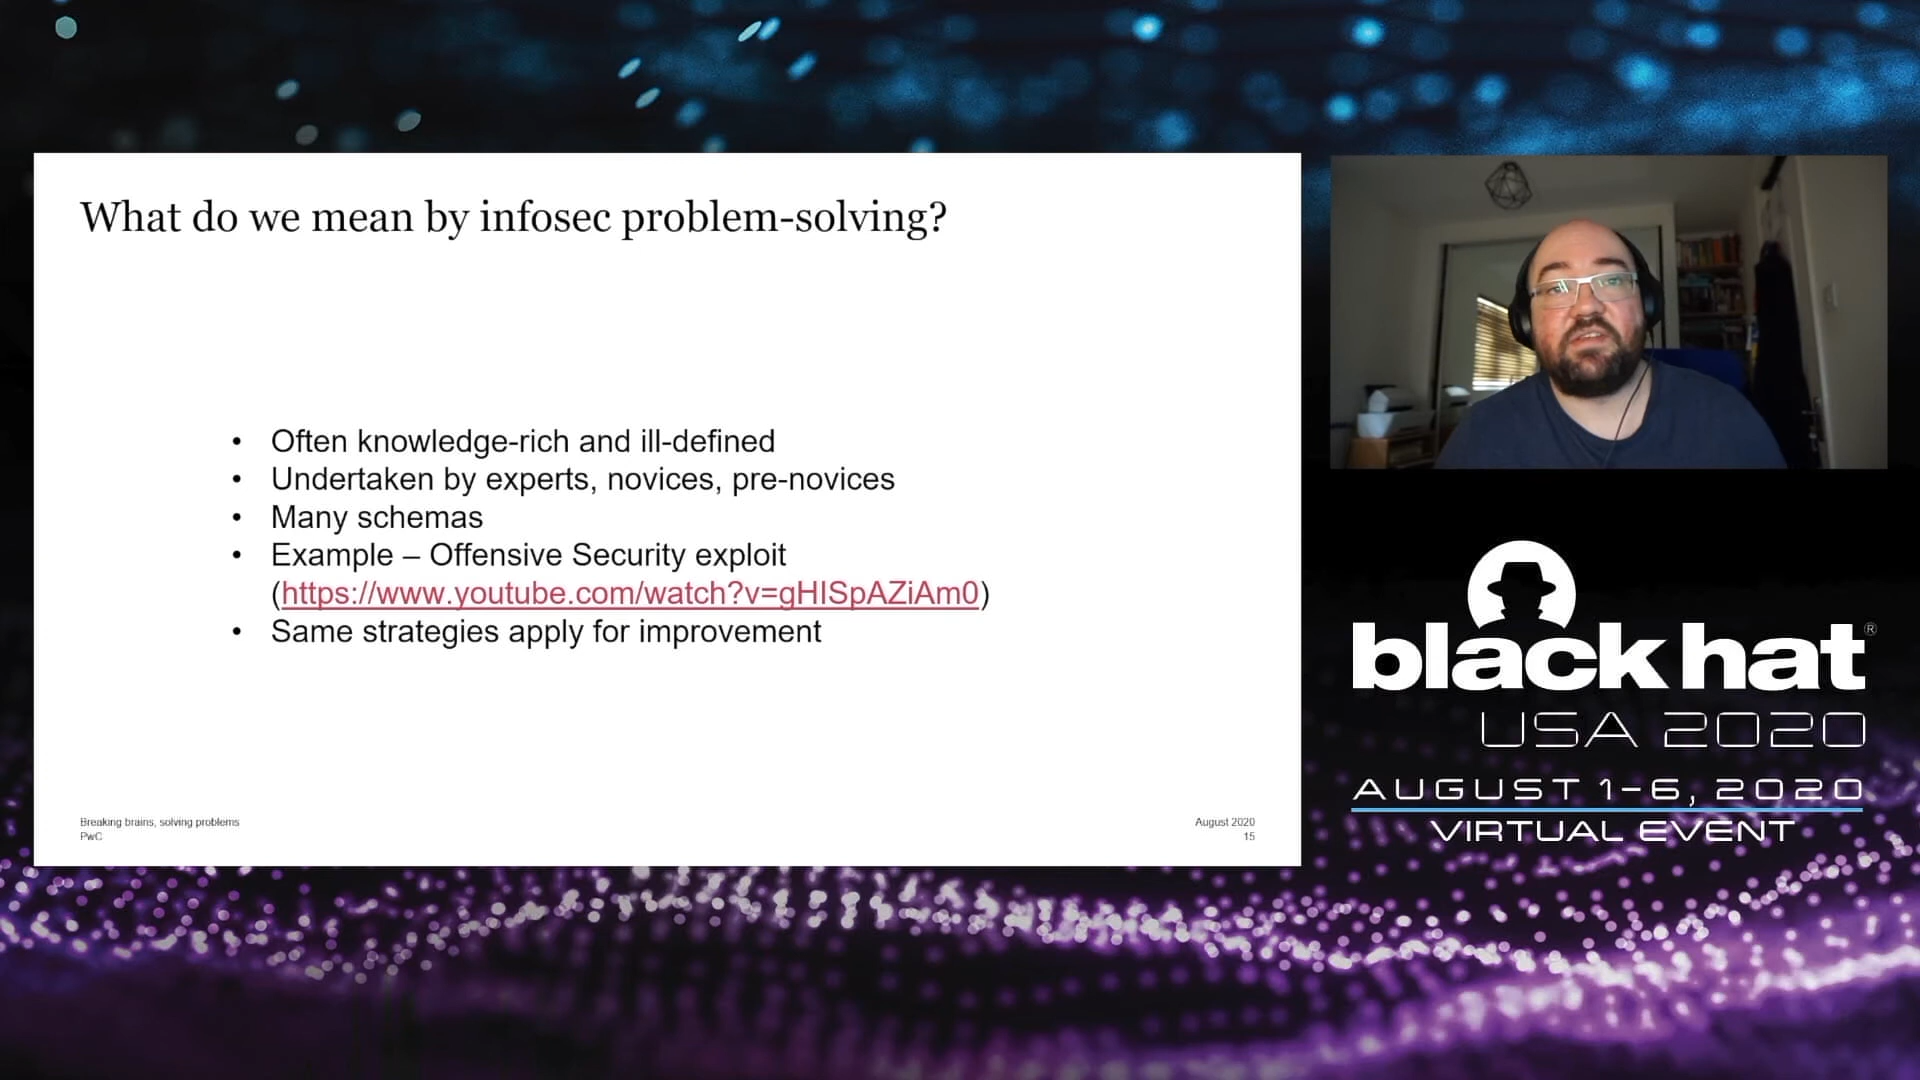 What do we mean by infosec problem-solving?
• Often knowledge-rich and ill-defined
• Undertaken by experts, novices, pre-novices
• Many schemas
• Example – Offensive Security exploit
(https://www.youtube.com/watch?v=gHISpAZiAm0)
• Same strategies apply for improvement
Breaking brains, solving problems
PwC
August 2020
15
black hat®
USA 2020
AUGUST 1-6, 2020
VIRTUAL EVENT